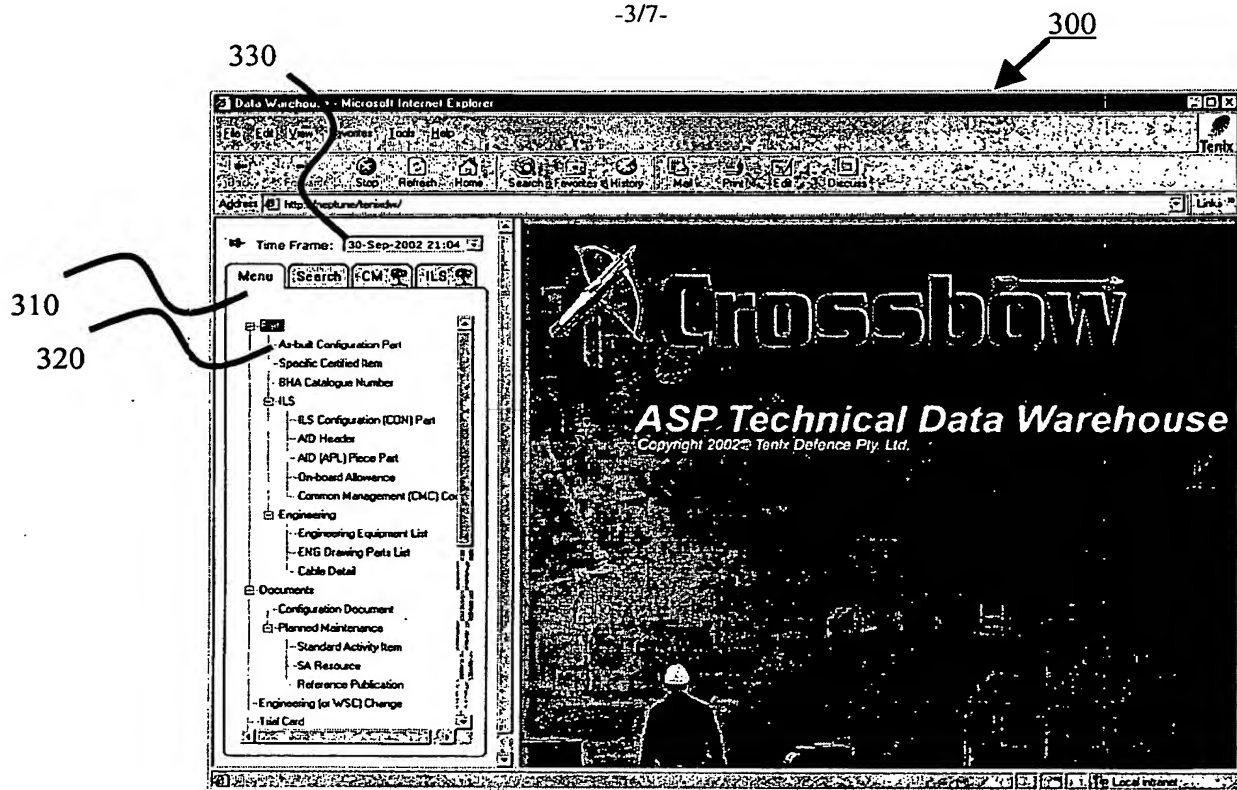 -3/7-
300
330
Data Warehouse - Microsoft Internet Explorer
File Edit View Favorites Tools Help
Tenix
Stop Refresh Home Search Favorites History Mail Print Edit Discuss
Address http://neptune/tenixdw/ Links
Time Frame: 30-Sep-2002 21:04
Menu Search CM ILS
310
320
As-built Configuration Part
Specific Certified Item
BHA Catalogue Number
ILS
ILS Configuration (CON) Part
AID Header
AID (APL) Piece Part
On-board Allowance
Common Management (CMC) Co
Engineering
Engineering Equipment List
ENG Drawing Parts List
Cable Detail
Documents
Configuration Document
Planned Maintenance
Standard Activity Item
SA Resource
Reference Publication
Engineering (or WSC) Change
Trial Card
Crossbow
ASP Technical Data Warehouse
Copyright 2002© Tenix Defence Pty. Ltd.
Local intranet